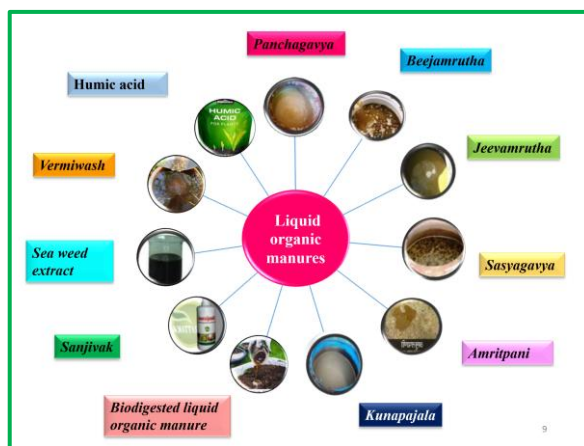 Panchagavya
Beejamrutha
Humic acid
HUMIC
ACID
Jeevamrutha
Vermiwash
Liquid
organic
manures
Sea weed
extract
Sasyagavya
Sanjivak
Amritpani
Biodigested liquid
organic manure
Kunapajala
9